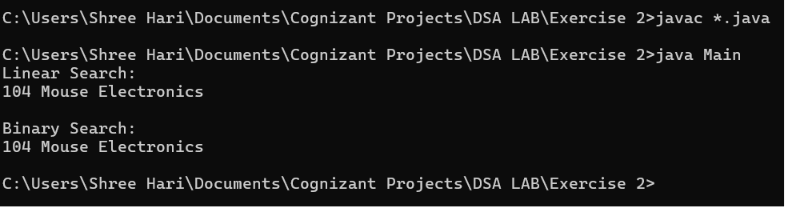 C:\Users\Shree Hari\Documents\Cognizant Projects\DSA LAB\Exercise 2>javac *.java
C:\Users\Shree Hari\Documents\Cognizant Projects\DSA LAB\Exercise 2>java Main
Linear Search:
104 Mouse Electronics
Binary Search:
104 Mouse Electronics
C:\Users\Shree Hari\Documents\Cognizant Projects\DSA LAB\Exercise 2>